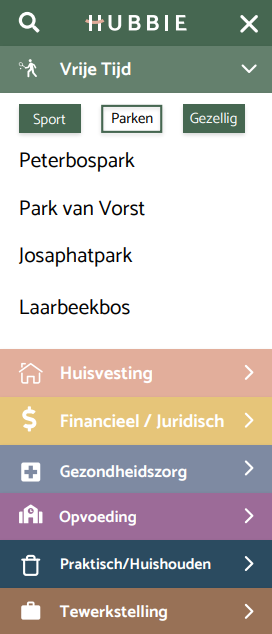 HUBBIE
Vrije Tijd
Sport Parken Gezellig
Peterbospark
Park van Vorst
Josaphatpark
Laarbeekbos
Huisvesting
Financieel / Juridisch
Gezondheidszorg
Opvoeding
Praktisch/Huishouden
Tewerkstelling